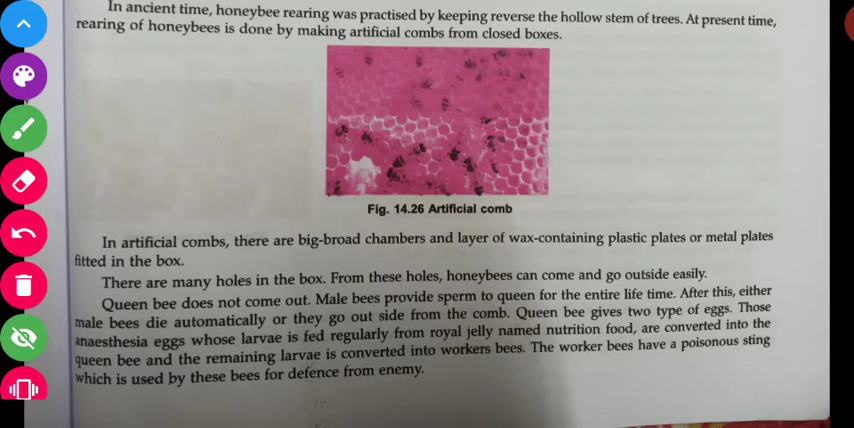 In ancient time, honeybee rearing was practised by keeping reverse the hollow stem of trees. At present time,
rearing of honeybees is done by making artificial combs from closed boxes.
Fig. 14.26 Artificial comb
In artificial combs, there are big-broad chambers and layer of wax-containing plastic plates or metal plates
fitted in the box.
There are many holes in the box. From these holes, honeybees can come and go outside easily.
Queen bee does not come out. Male bees provide sperm to queen for the entire life time. After this, either
male bees die automatically or they go out side from the comb. Queen bee gives two type of eggs. Those
anaesthesia eggs whose larvae is fed regularly from royal jelly named nutrition food, are converted into the
queen bee and the remaining larvae is converted into workers bees. The worker bees have a poisonous sting
which is used by these bees for defence from enemy.